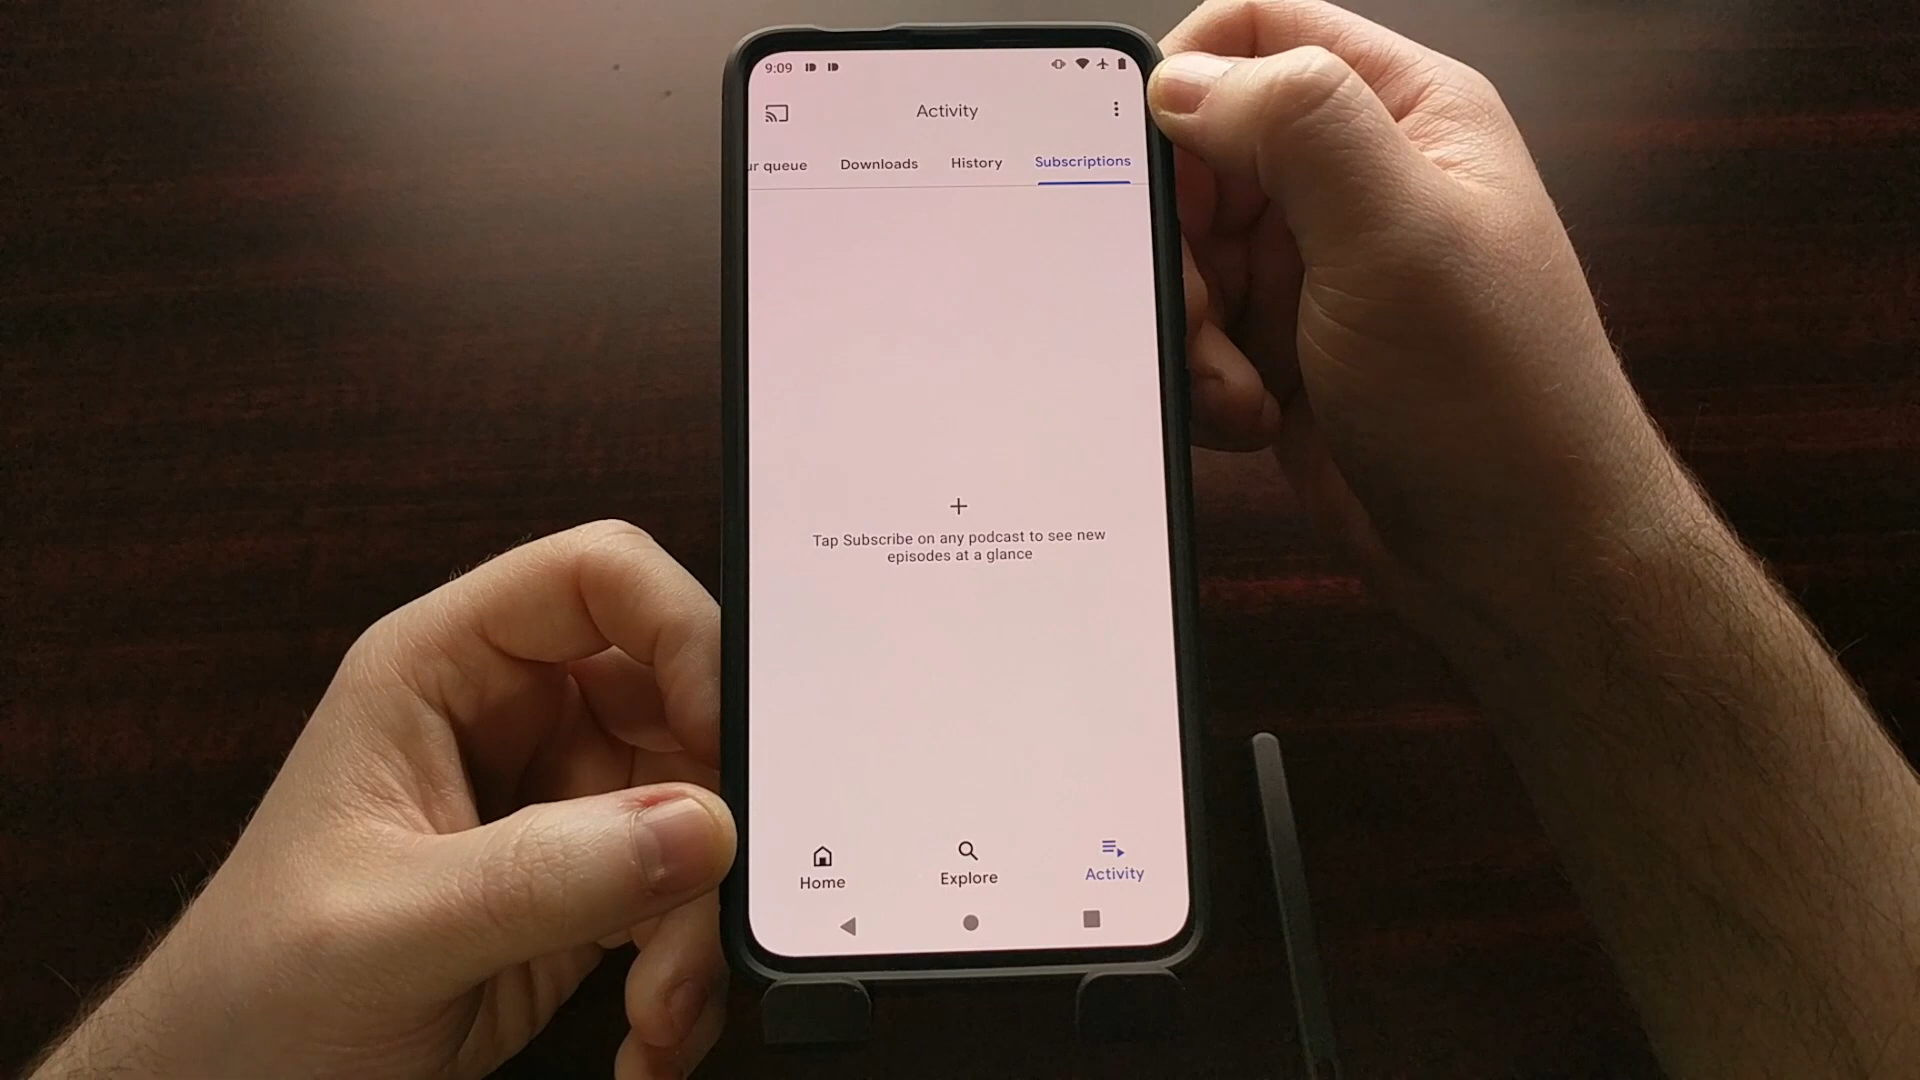 9:09
Activity
ur queue Downloads History Subscriptions
Tap Subscribe on any podcast to see new
episodes at a glance
Home Explore Activity